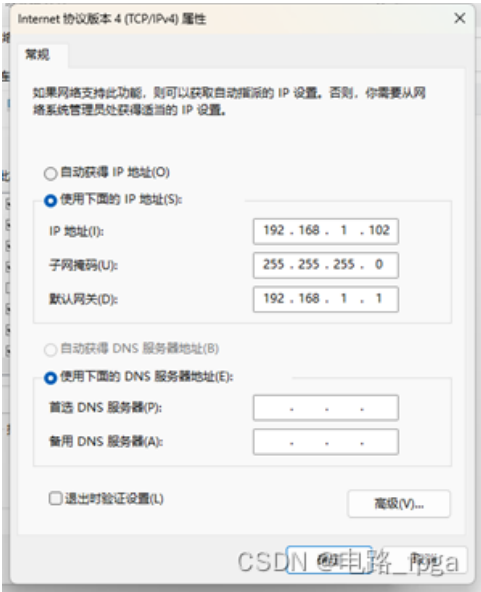 Internet 协议版本 4 (TCP/IPv4) 属性
常规
如果网络支持此功能，则可以获取自动指派的 IP 设置。否则，你需要从网
络系统管理员处获得适当的 IP 设置。
自动获得 IP 地址(O)
使用下面的 IP 地址(S):
IP 地址(I): 192 . 168 . 1 . 102
子网掩码(U): 255 . 255 . 255 . 0
默认网关(D): 192 . 168 . 1 . 1
自动获得 DNS 服务器地址(B)
使用下面的 DNS 服务器地址(E):
首选 DNS 服务器(P): . . .
备用 DNS 服务器(A): . . .
退出时验证设置(L)
高级(V)...
CSDN @电路_fpga